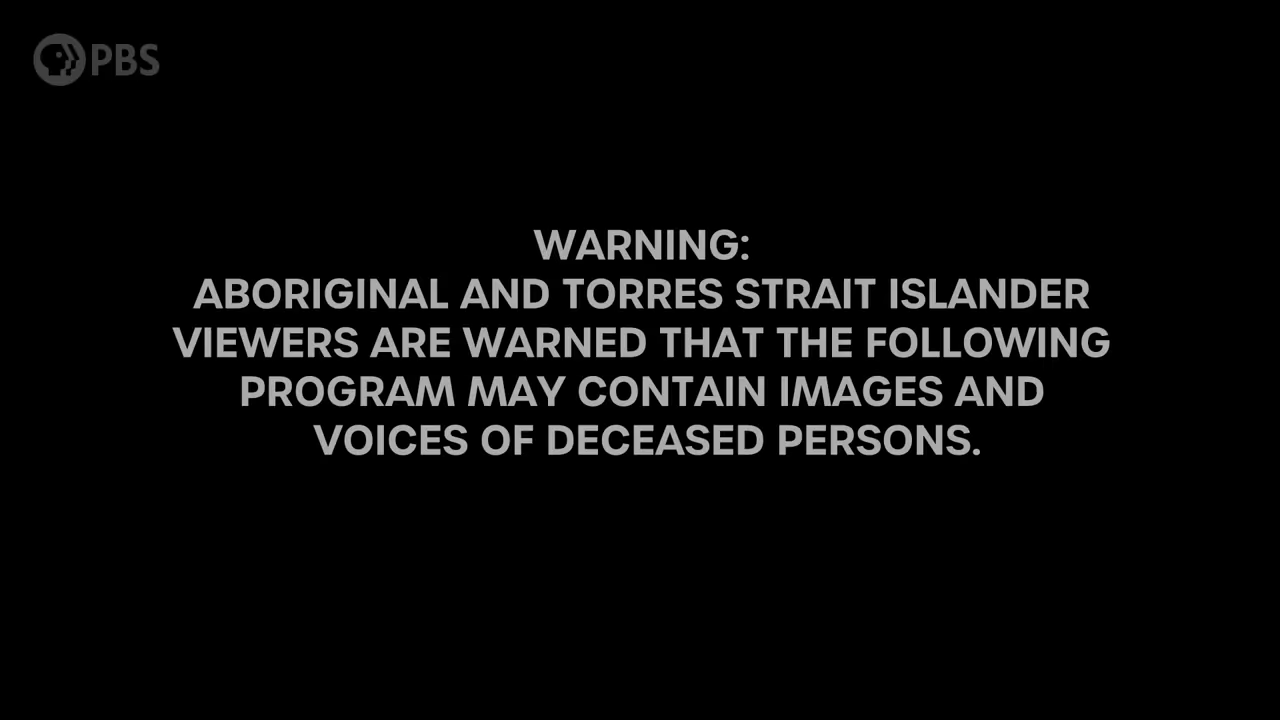 PBS
WARNING:
ABORIGINAL AND TORRES STRAIT ISLANDER
VIEWERS ARE WARNED THAT THE FOLLOWING
PROGRAM MAY CONTAIN IMAGES AND
VOICES OF DECEASED PERSONS.